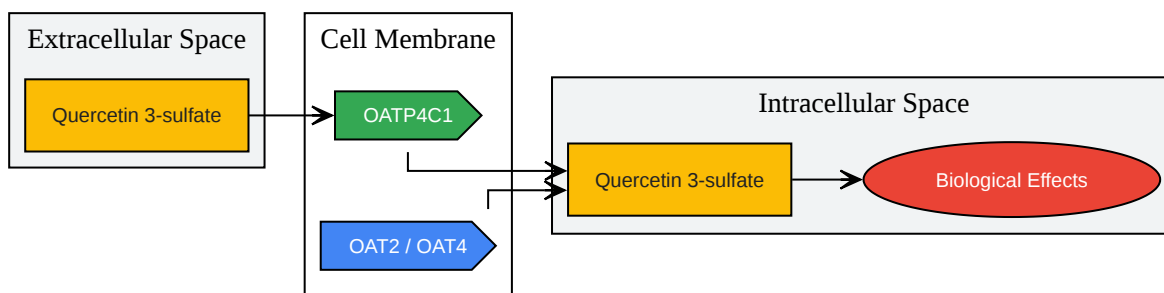 Extracellular Space
Quercetin 3-sulfate
Cell Membrane
OATP4C1
OAT2 / OAT4
Intracellular Space
Quercetin 3-sulfate
Biological Effects